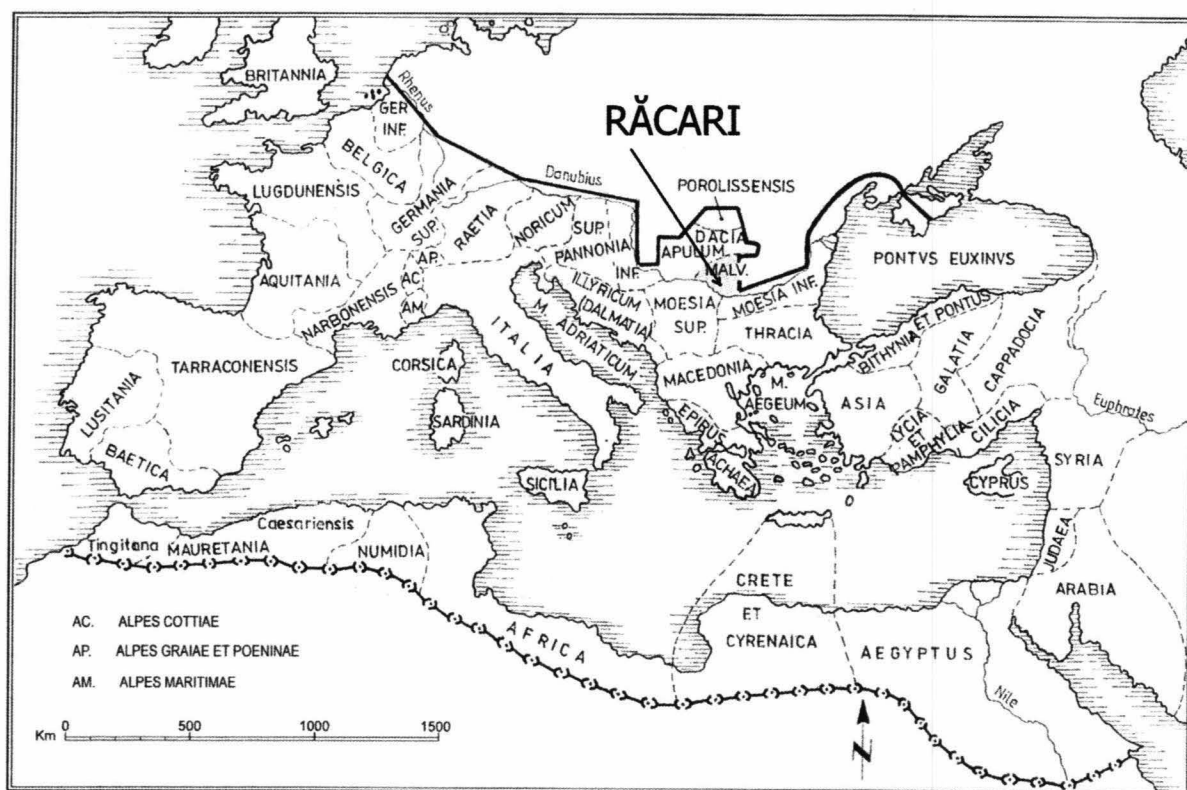 BRITANNIA
Rhenus
GER
INF.
RĂCARI
BELGICA
Danubius
POROLISSENSIS
LUGDUNENSIS
GERMANIA
SUP.
RAETIA
NORICUM
SUP.
PANNONIA
INF.
DACIA
APULUM.
MALV.
AP.
AC
AM
AQUITANIA
NARBONENSIS
ILLYRICUM
(DALMATIA)
MOESIA
SUP.
MOESIA INF.
PONTVS EUXINVS
M. ADRIATICUM
ITALIA
THRACIA
TARRACONENSIS
CORSICA
MACEDONIA
BITHYNIA ET PONTUS
GALATIA
CAPPADOCIA
LUSITANIA
SARDINIA
EPIRUS
M.
AEGEUM
ASIA
LYCIA
ET
PAMPHYLIA
CILICIA
Euphrates
BAETICA
SICILIA
ACHAEA
CYPRUS
SYRIA
Caesariensis
Tingitana
MAURETANIA
NUMIDIA
JUDAEA
CRETE
ET
CYRENAICA
ARABIA
AFRICA
AEGYPTUS
Nile
AC. ALPES COTTIAE
AP. ALPES GRAIAE ET POENINAE
AM. ALPES MARITIMAE
Km 0 500 1000 1500
N